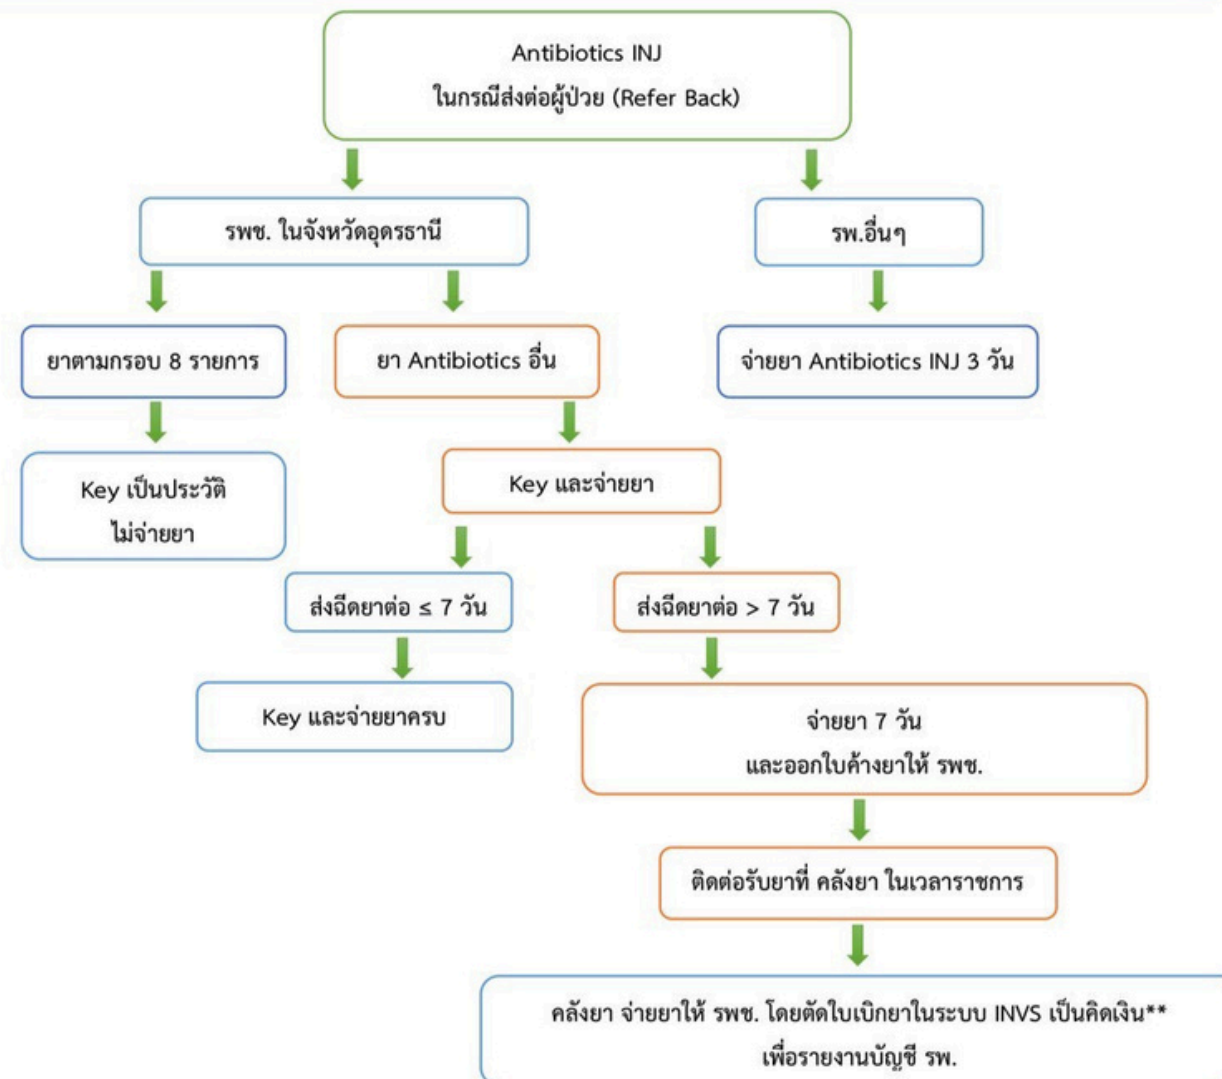 Antibiotics INJ
ในกรณีส่งต่อผู้ป่วย (Refer Back)
รพช. ในจังหวัดอุดรธานี
รพ.อื่นๆ
ยาตามกรอบ 8 รายการ
ยา Antibiotics อื่น
จ่ายยา Antibiotics INJ 3 วัน
Key เป็นประวัติ
ไม่จ่ายยา
Key และจ่ายยา
ส่งฉีดยาต่อ ≤ 7 วัน
ส่งฉีดยาต่อ > 7 วัน
Key และจ่ายยาครบ
จ่ายยา 7 วัน
และออกใบค้างยาให้ รพช.
ติดต่อรับยาที่ คลังยา ในเวลาราชการ
คลังยา จ่ายยาให้ รพช. โดยตัดใบเบิกยาในระบบ INVS เป็นคิดเงิน**
เพื่อรายงานบัญชี รพ.